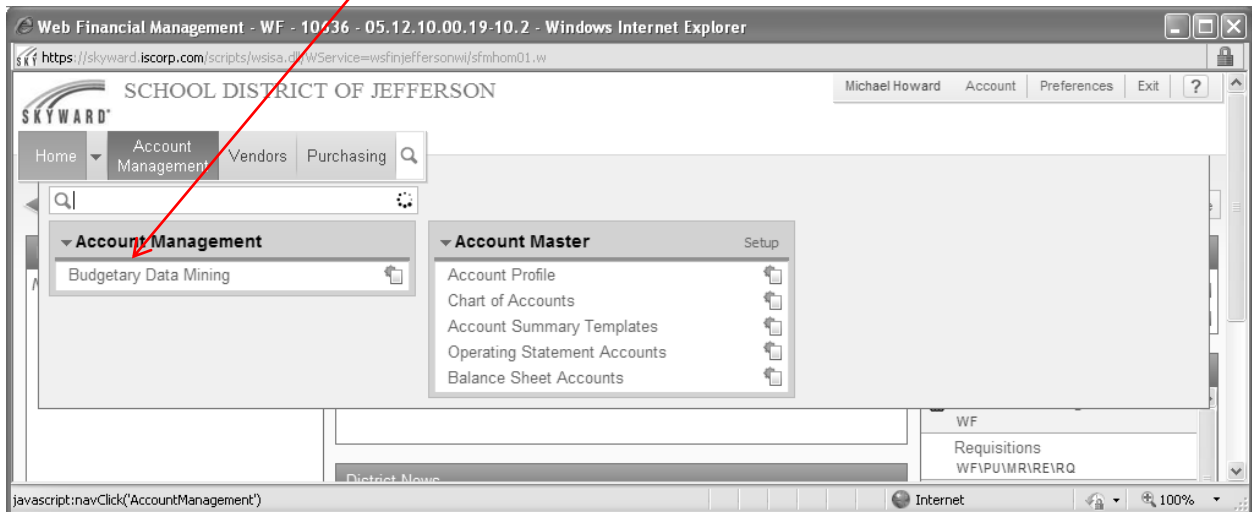 Web Financial Management - WF - 10636 - 05.12.10.00.19-10.2 - Windows Internet Explorer
https://skyward.iscorp.com/scripts/wsisa.dll/WService=wsfinjeffersonwi/sfmhom01.w
SKYWARD
SCHOOL DISTRICT OF JEFFERSON
Michael Howard Account Preferences Exit ?
Home Account Management Vendors Purchasing
Account Management
Budgetary Data Mining
Account Master Setup
Account Profile
Chart of Accounts
Account Summary Templates
Operating Statement Accounts
Balance Sheet Accounts
WF
Requisitions
WF\PU\MR\RE\RQ
District News
javascript:navClick('AccountManagement')
Internet
100%